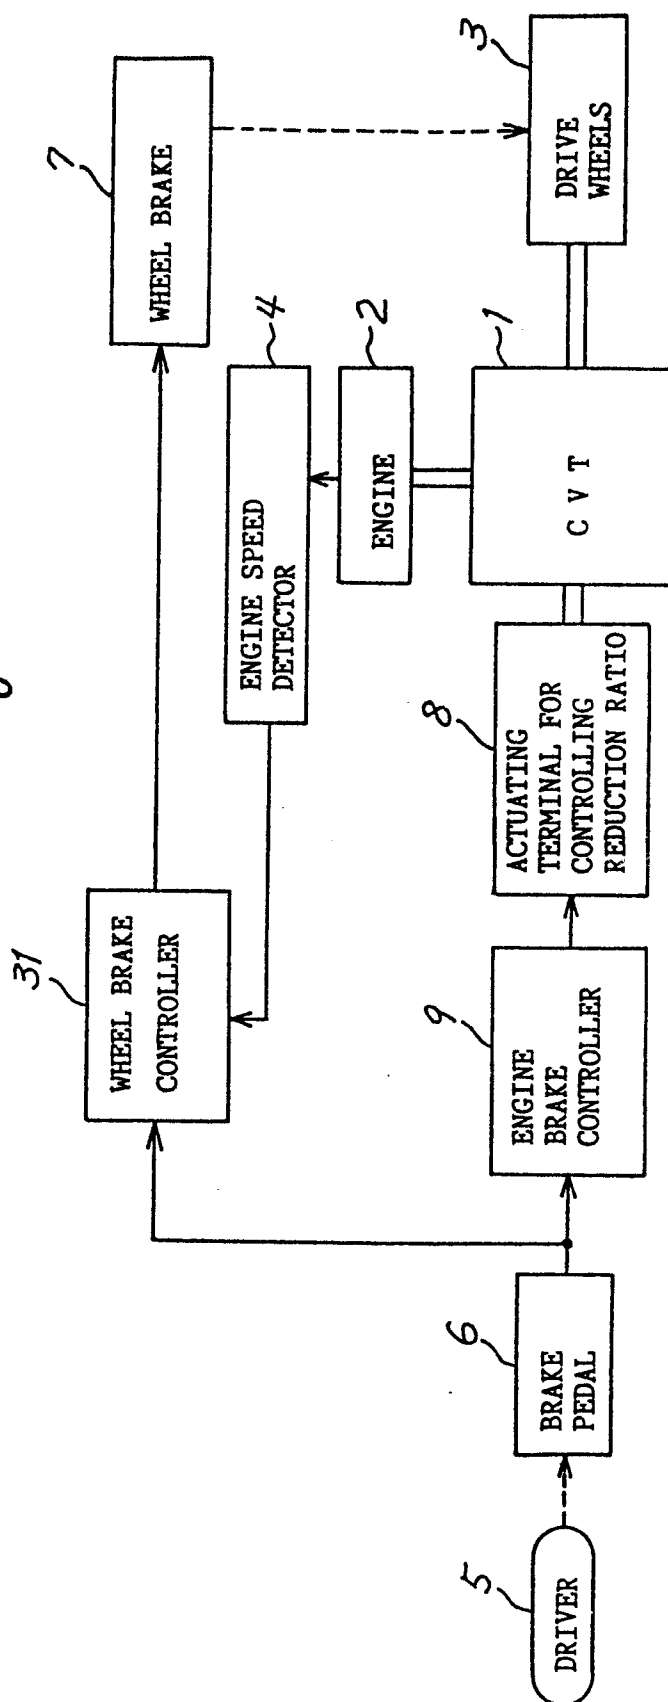 7
WHEEL BRAKE
3
DRIVE
WHEELS
4
ENGINE SPEED
DETECTOR
2
ENGINE
1
C V T
31
WHEEL BRAKE
CONTROLLER
8
ACTUATING
TERMINAL FOR
CONTROLLING
REDUCTION RATIO
9
ENGINE
BRAKE
CONTROLLER
6
BRAKE
PEDAL
5
DRIVER